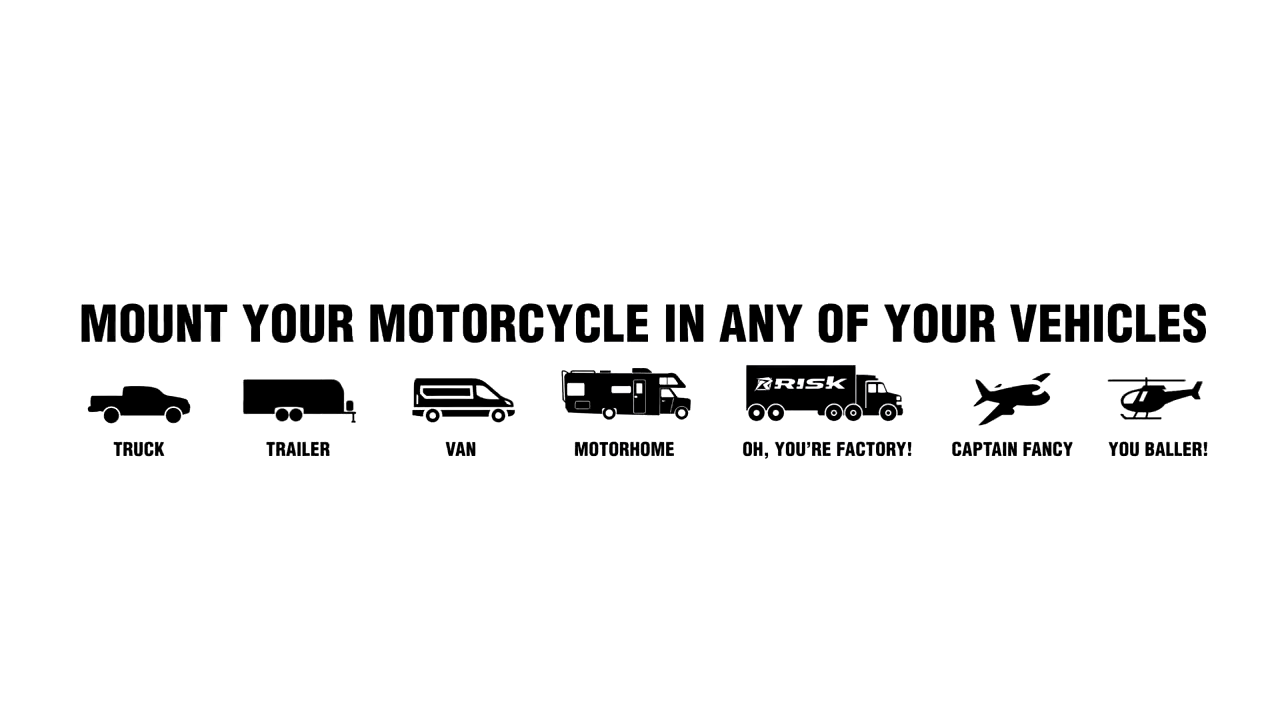 MOUNT YOUR MOTORCYCLE IN ANY OF YOUR VEHICLES
RISK
TRUCK
TRAILER
VAN
MOTORHOME
OH, YOU'RE FACTORY!
CAPTAIN FANCY
YOU BALLER!